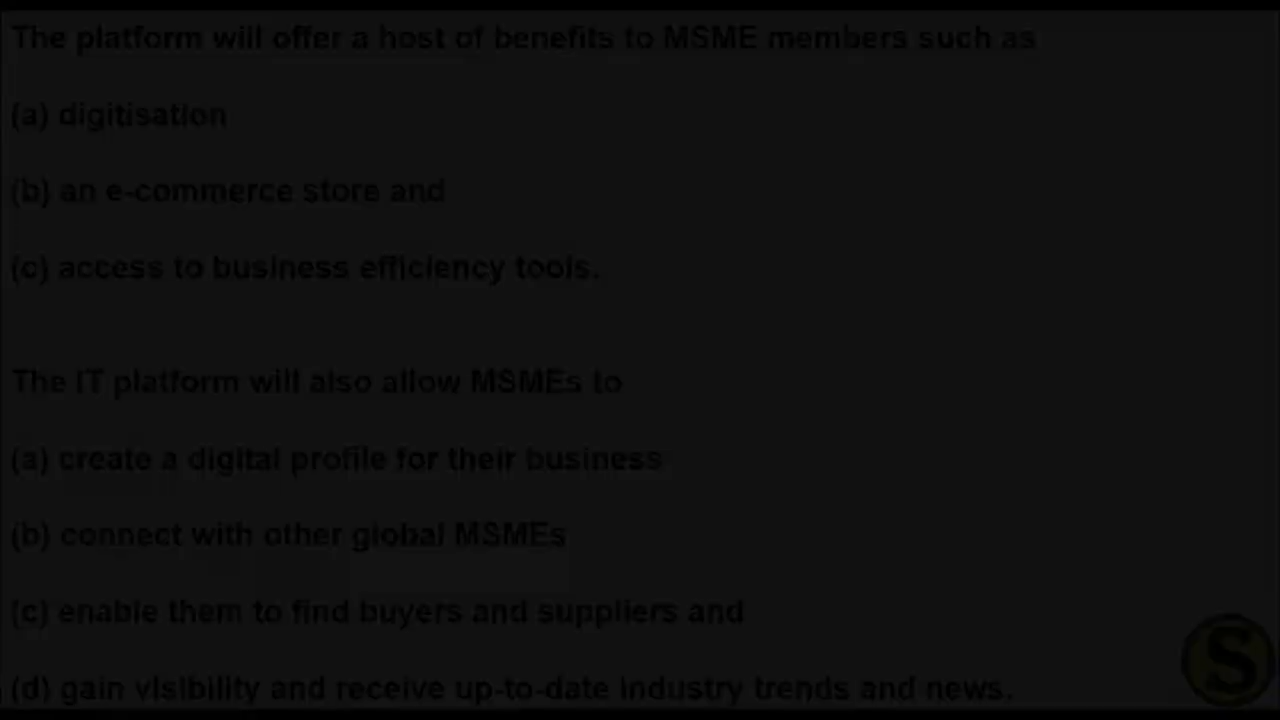 The platform will offer a host of benefits to MSME members such as
(a) digitisation
(b) an e-commerce store and
(c) access to business efficiency tools.
The IT platform will also allow MSMEs to
(a) create a digital profile for their business
(b) connect with other global MSMEs
(c) enable them to find buyers and suppliers and
(d) gain visibility and receive up-to-date industry trends and news.
S